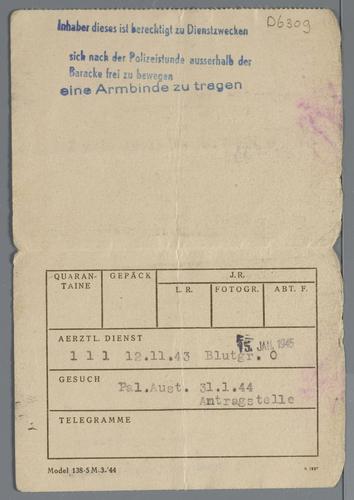 D6309
Inhaber dieses ist berechtigt zu Dienstzwecken
sich nach der Polizeistunde ausserhalb der
Baracke frei zu bewegen
eine Armbinde zu tragen
QUARAN-
TAINE
GEPÄCK
J.R.
L.R.
FOTOGR.
ABT. F.
AERZTL. DIENST
15. JAN. 1945
1 1 1 12.11.43 Blutgr. O
GESUCH
Pal.Aust. 31.1.44
Antragstelle
TELEGRAMME
Model 138-5 M.-3.-'44